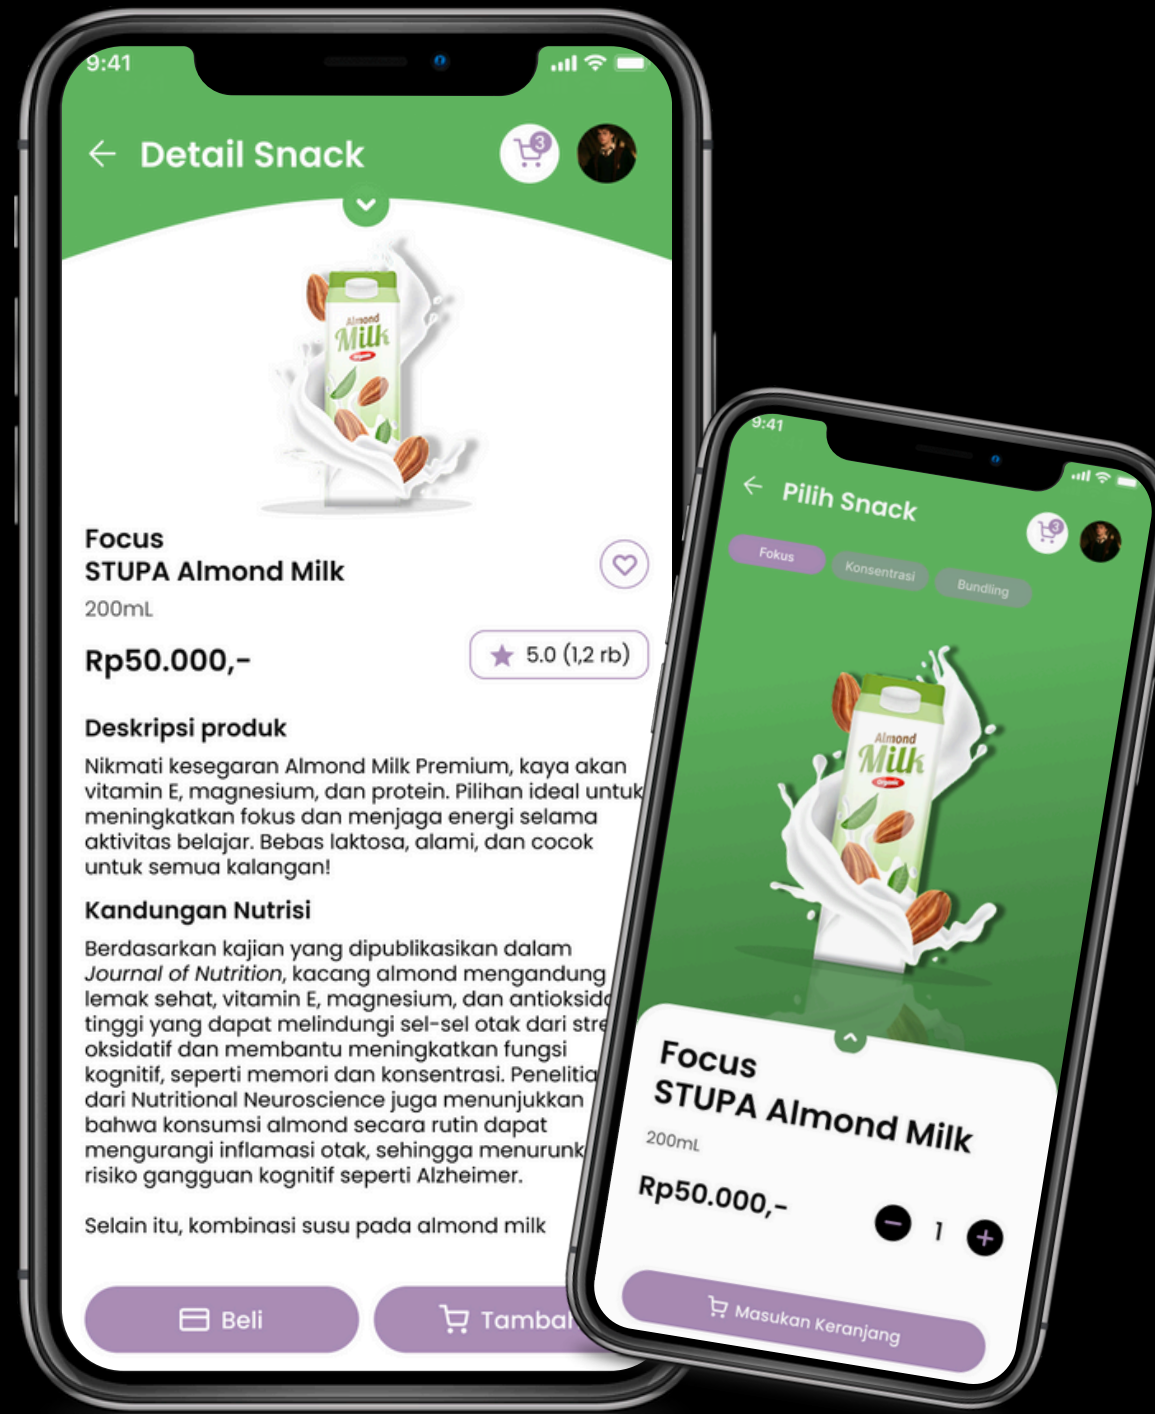 9:41
Detail Snack
3
Almond
Milk
Organic
Focus
STUPA Almond Milk
200mL
Rp50.000,-
5.0 (1,2 rb)
Deskripsi produk
Nikmati kesegaran Almond Milk Premium, kaya akan
vitamin E, magnesium, dan protein. Pilihan ideal untuk
meningkatkan fokus dan menjaga energi selama
aktivitas belajar. Bebas laktosa, alami, dan cocok
untuk semua kalangan!
Kandungan Nutrisi
Berdasarkan kajian yang dipublikasikan dalam
Journal of Nutrition, kacang almond mengandung
lemak sehat, vitamin E, magnesium, dan antioksid
tinggi yang dapat melindungi sel-sel otak dari stre
oksidatif dan membantu meningkatkan fungsi
kognitif, seperti memori dan konsentrasi. Penelitia
dari Nutritional Neuroscience juga menunjukkan
bahwa konsumsi almond secara rutin dapat
mengurangi inflamasi otak, sehingga menurunk
risiko gangguan kognitif seperti Alzheimer.
Selain itu, kombinasi susu pada almond milk
Beli
Tambah
9:41
Pilih Snack
3
Fokus
Konsentrasi
Bundling
Almond
Milk
Organic
Focus
STUPA Almond Milk
200mL
Rp50.000,-
1
Masukan Keranjang